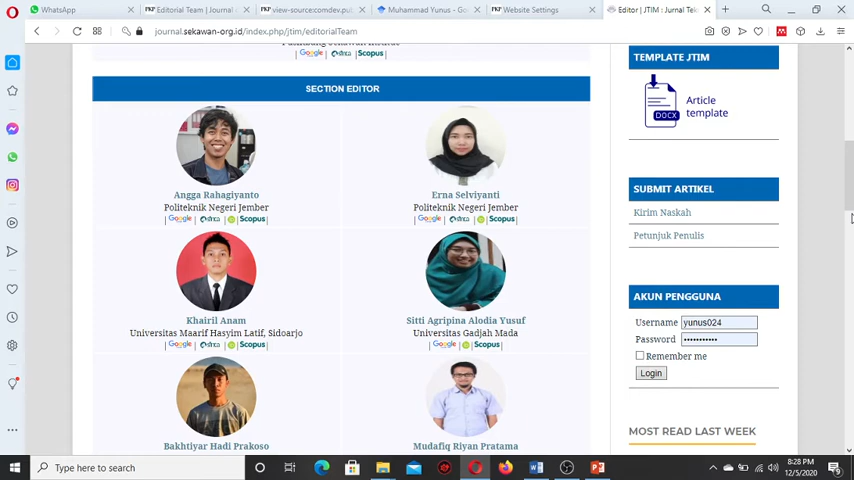 WhatsApp
Editorial Team | Journal
view-source:comdev.pu
Muhammad Yunus - Go
Website Settings
Editor | JTIM : Jurnal Tek
journal.sekawan-org.id/index.php/jtim/editorialTeam
| Google | sinta | Scopus |
SECTION EDITOR
Angga Rahagiyanto
Politeknik Negeri Jember
| Google | sinta | Scopus |
Erna Selviyanti
Politeknik Negeri Jember
| Google | sinta | Scopus |
Khairil Anam
Universitas Maarif Hasyim Latif, Sidoarjo
| Google | sinta | Scopus |
Sitti Agripina Alodia Yusuf
Universitas Gadjah Mada
| Google | Scopus |
Bakhtiyar Hadi Prakoso
Mudafiq Riyan Pratama
TEMPLATE JTIM
DOCX
Article
template
SUBMIT ARTIKEL
Kirim Naskah
Petunjuk Penulis
AKUN PENGGUNA
Username yunus024
Password •••••••••••
Remember me
Login
MOST READ LAST WEEK
Type here to search
8:28 PM
12/5/2020